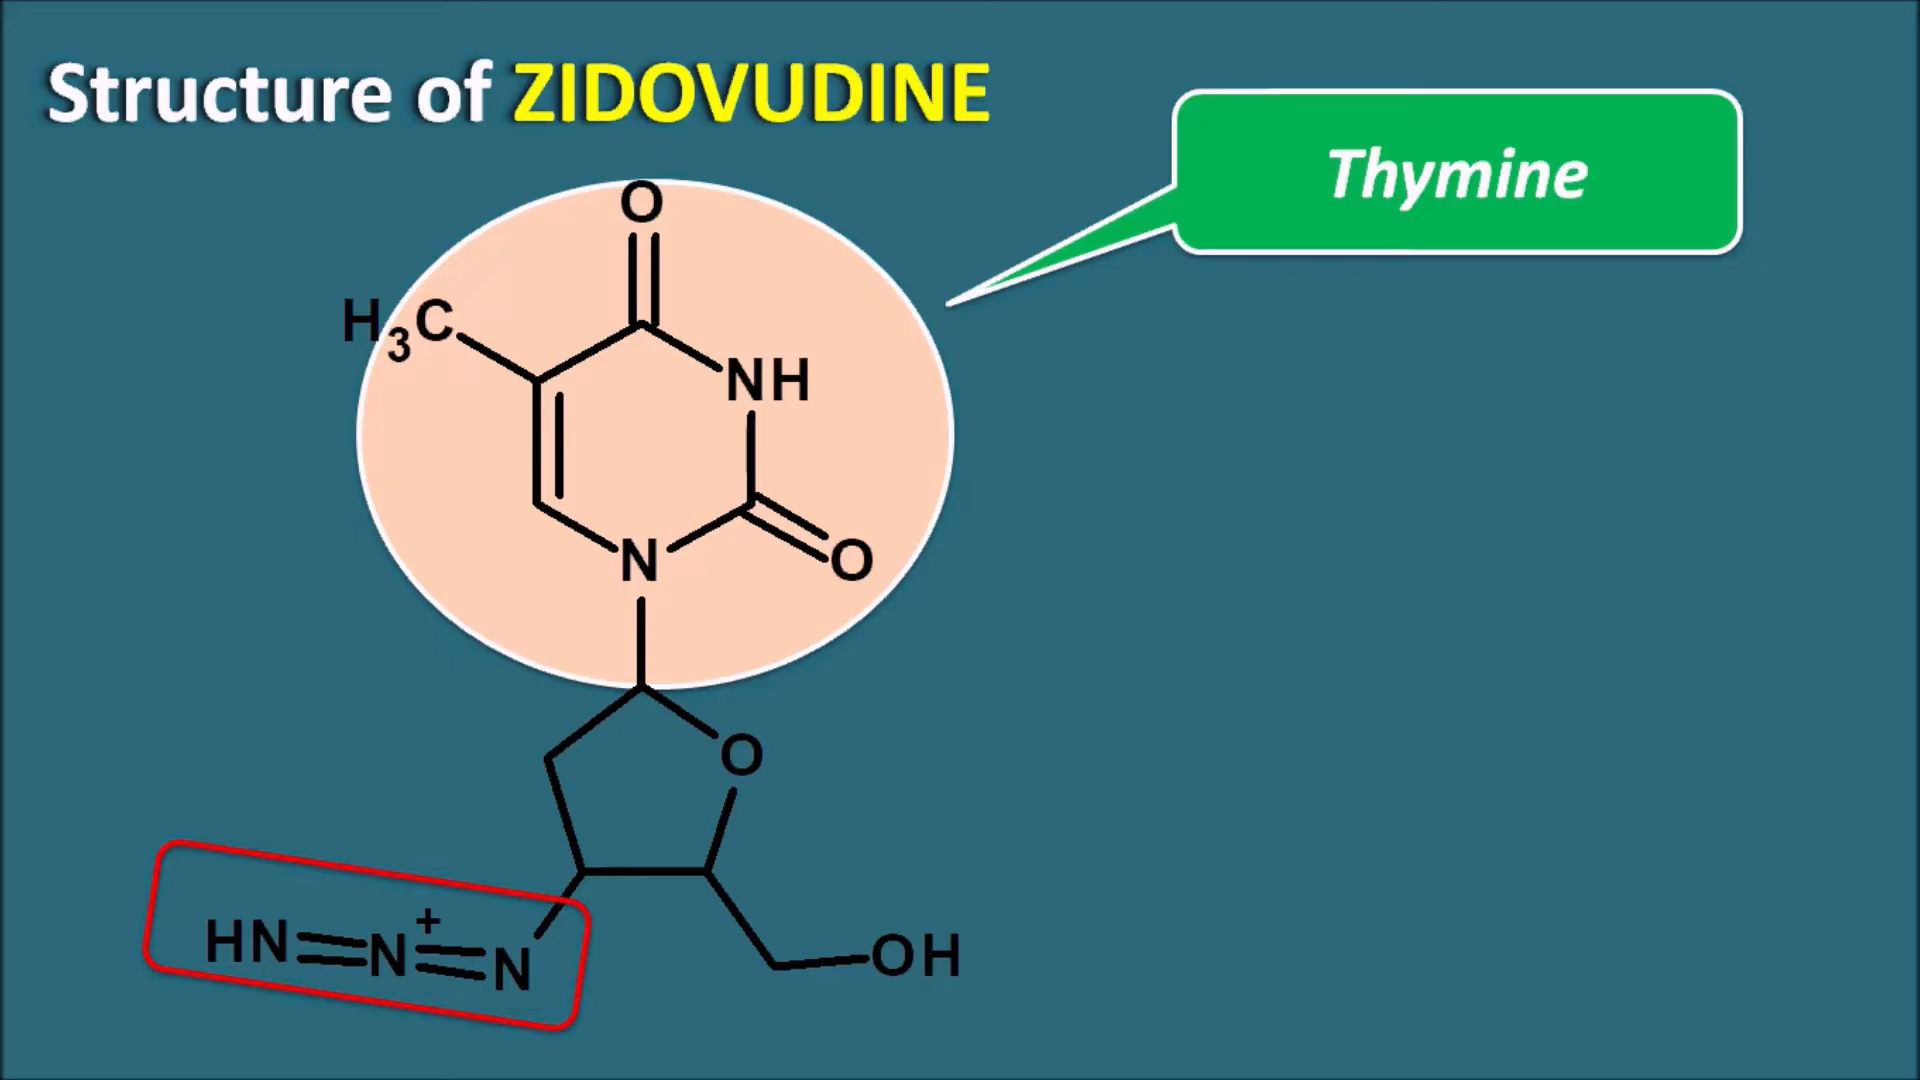 Structure of ZIDOVUDINE
Thymine
O
H3C
NH
N
O
O
HN=N+=N
OH